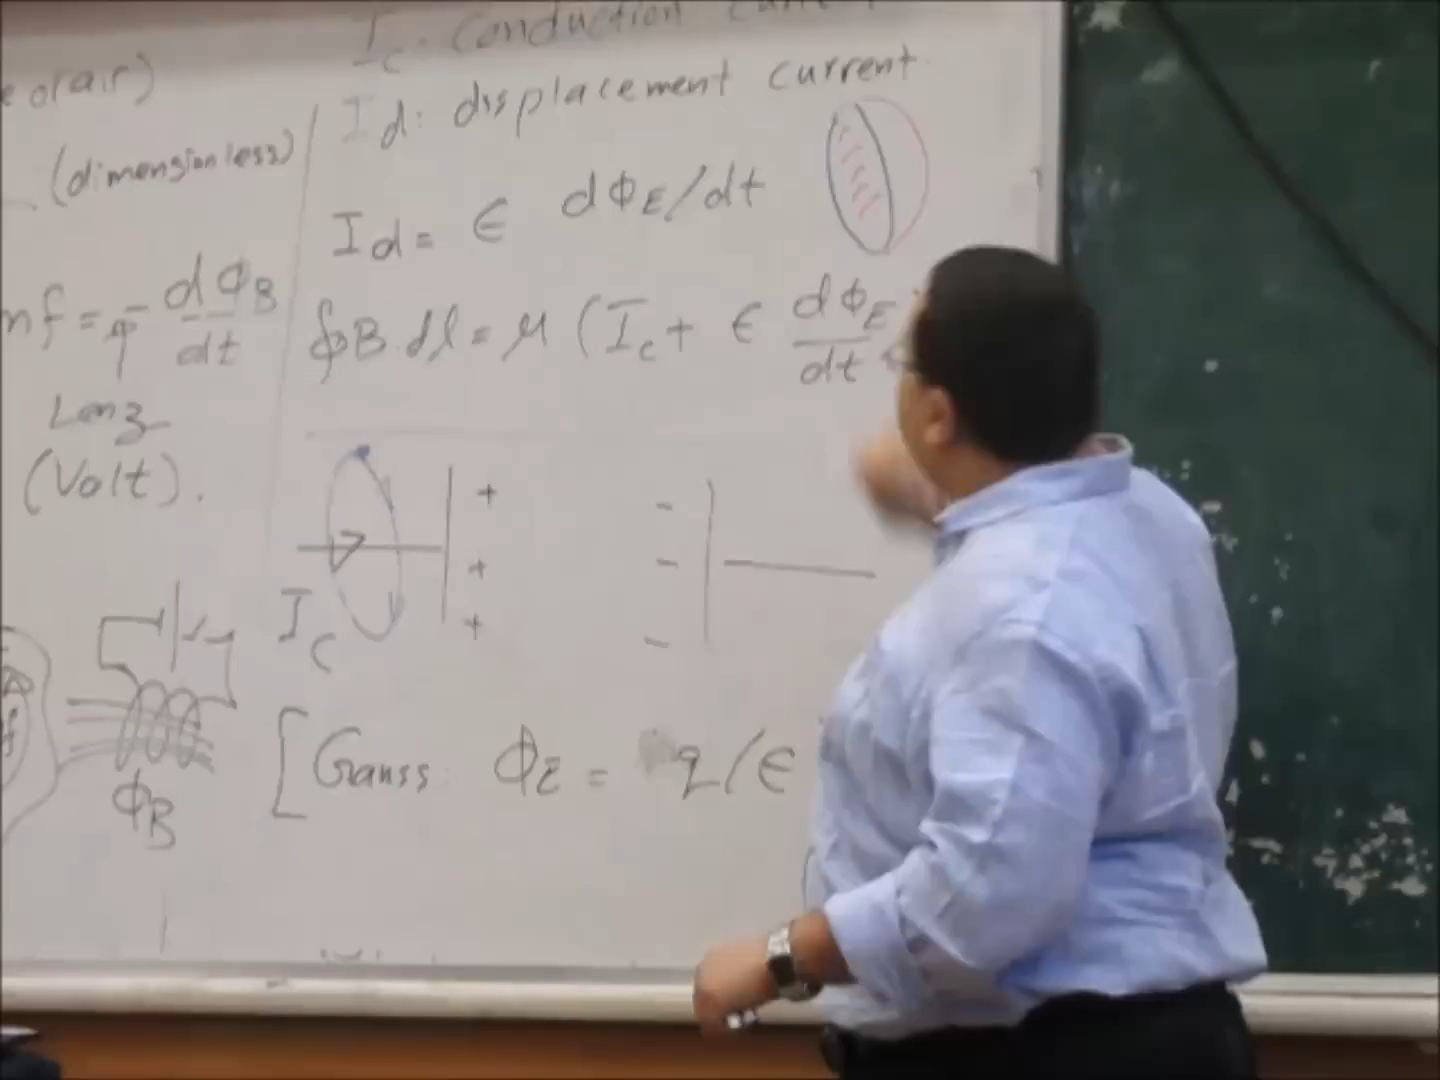 e or air)
(dimensionless)
mf = - dΦB/dt
Lenz
(Volt).
ΦB
Ic: Conduction
Id: displacement current
Id = ϵ dΦE/dt
∮B.dl = μ (Ic + ϵ dΦE/dt
+
+
+
-
-
-
Ic
[Gauss: ΦE = q/ϵ